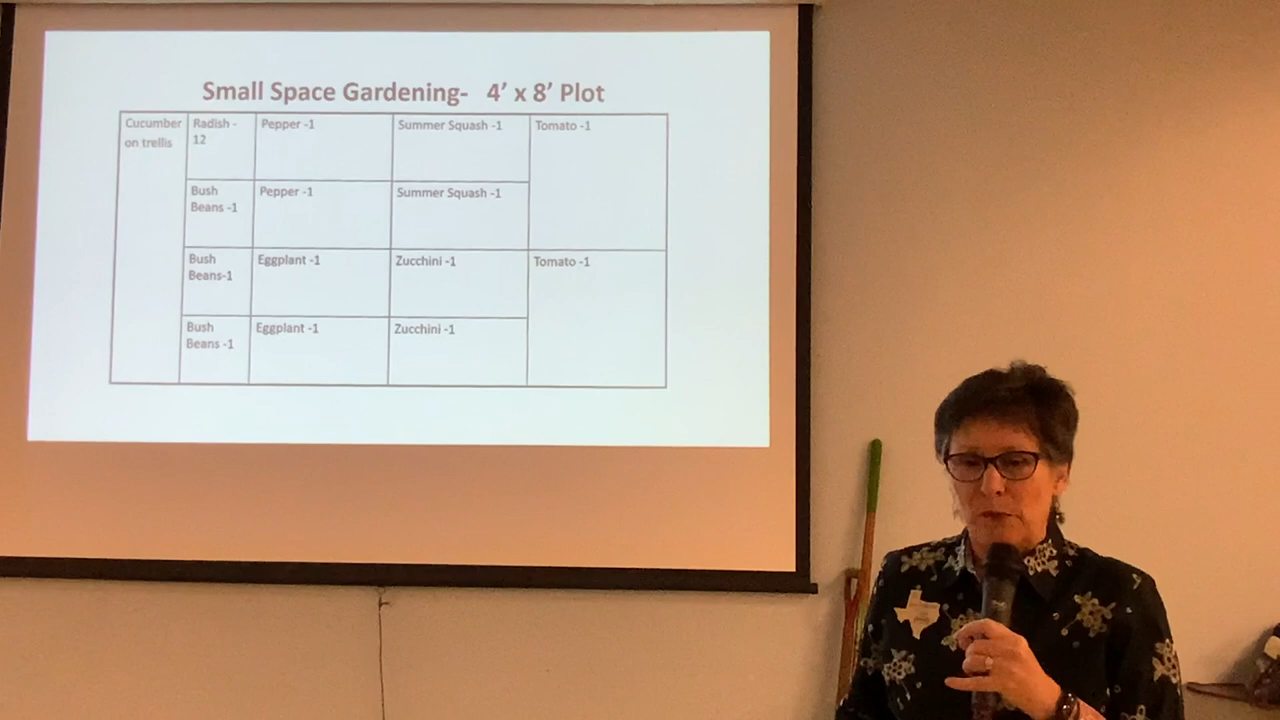 Small Space Gardening- 4’ x 8’ Plot
Cucumber on trellis
Radish - 12
Pepper -1
Summer Squash -1
Tomato -1
Bush Beans -1
Pepper -1
Summer Squash -1
Bush Beans-1
Eggplant -1
Zucchini -1
Tomato -1
Bush Beans -1
Eggplant -1
Zucchini -1